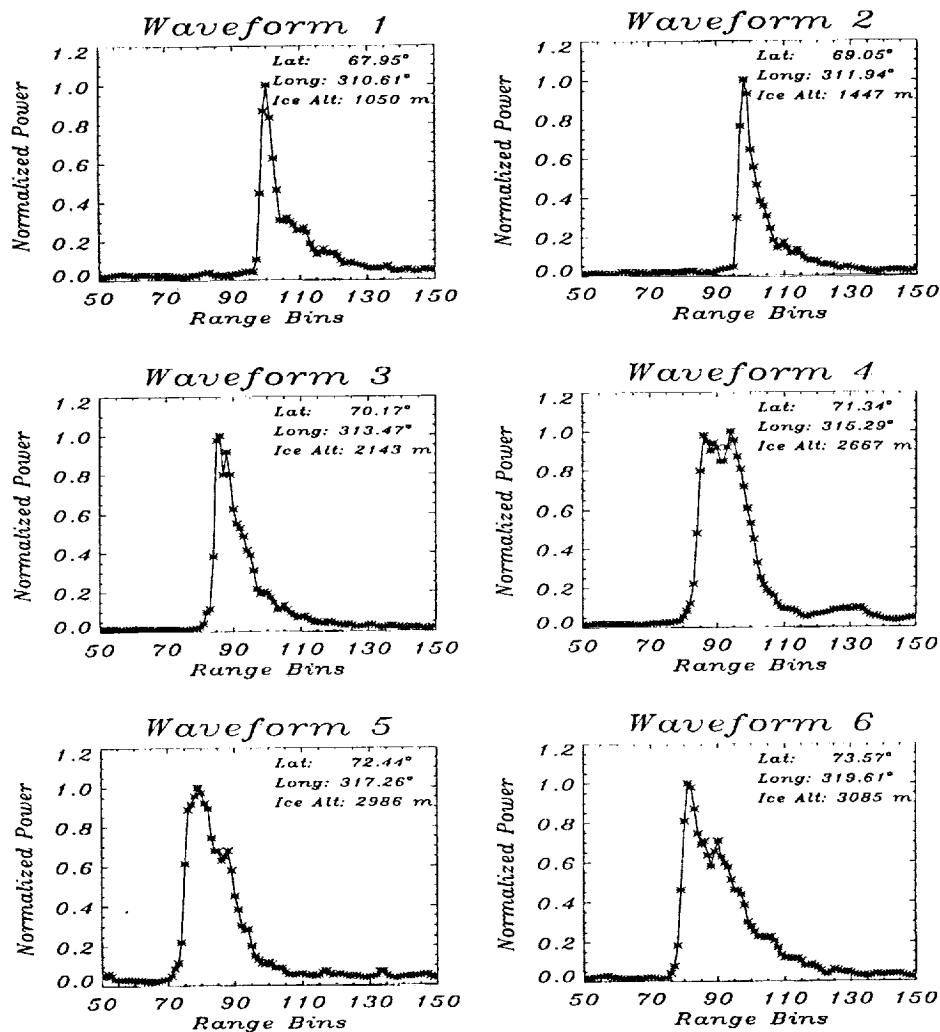 Waveform 1
1.2
1.0
0.8
0.6
0.4
0.2
0.0
Normalized Power
Lat: 67.95°
Long: 310.61°
Ice Alt: 1050 m
50 70 90 110 130 150
Range Bins
Waveform 2
1.2
1.0
0.8
0.6
0.4
0.2
0.0
Normalized Power
Lat: 69.05°
Long: 311.94°
Ice Alt: 1447 m
50 70 90 110 130 150
Range Bins
Waveform 3
1.2
1.0
0.8
0.6
0.4
0.2
0.0
Normalized Power
Lat: 70.17°
Long: 313.47°
Ice Alt: 2143 m
50 70 90 110 130 150
Range Bins
Waveform 4
1.2
1.0
0.8
0.6
0.4
0.2
0.0
Normalized Power
Lat: 71.34°
Long: 315.29°
Ice Alt: 2667 m
50 70 90 110 130 150
Range Bins
Waveform 5
1.2
1.0
0.8
0.6
0.4
0.2
0.0
Normalized Power
Lat: 72.44°
Long: 317.26°
Ice Alt: 2986 m
50 70 90 110 130 150
Range Bins
Waveform 6
1.2
1.0
0.8
0.6
0.4
0.2
0.0
Normalized Power
Lat: 73.57°
Long: 319.61°
Ice Alt: 3085 m
50 70 90 110 130 150
Range Bins